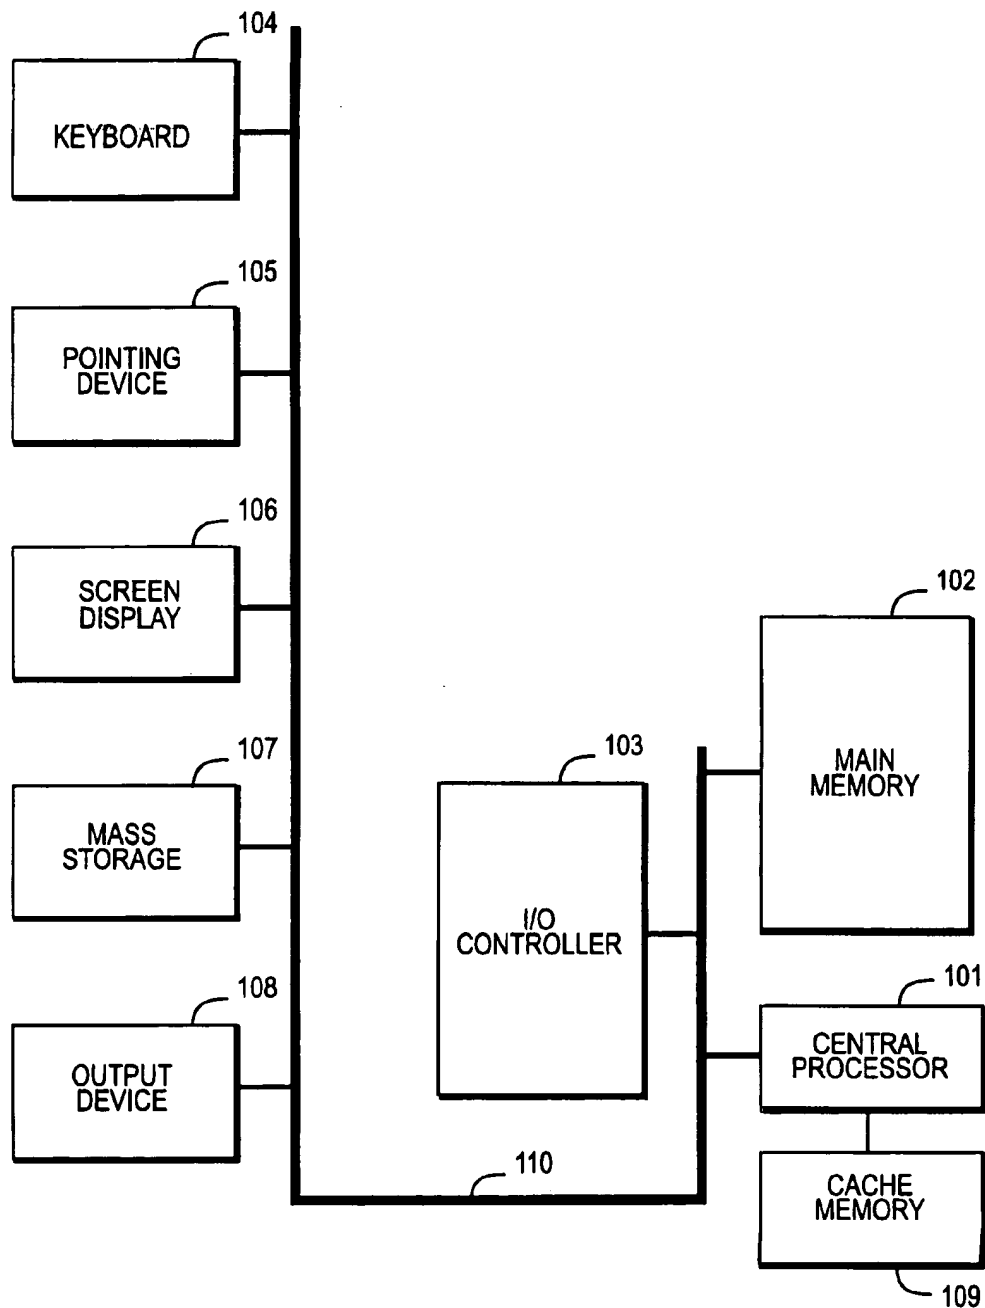 104
KEYBOARD
105
POINTING
DEVICE
106
SCREEN
DISPLAY
107
MASS
STORAGE
108
OUTPUT
DEVICE
102
MAIN
MEMORY
103
I/O
CONTROLLER
101
CENTRAL
PROCESSOR
110
CACHE
MEMORY
109